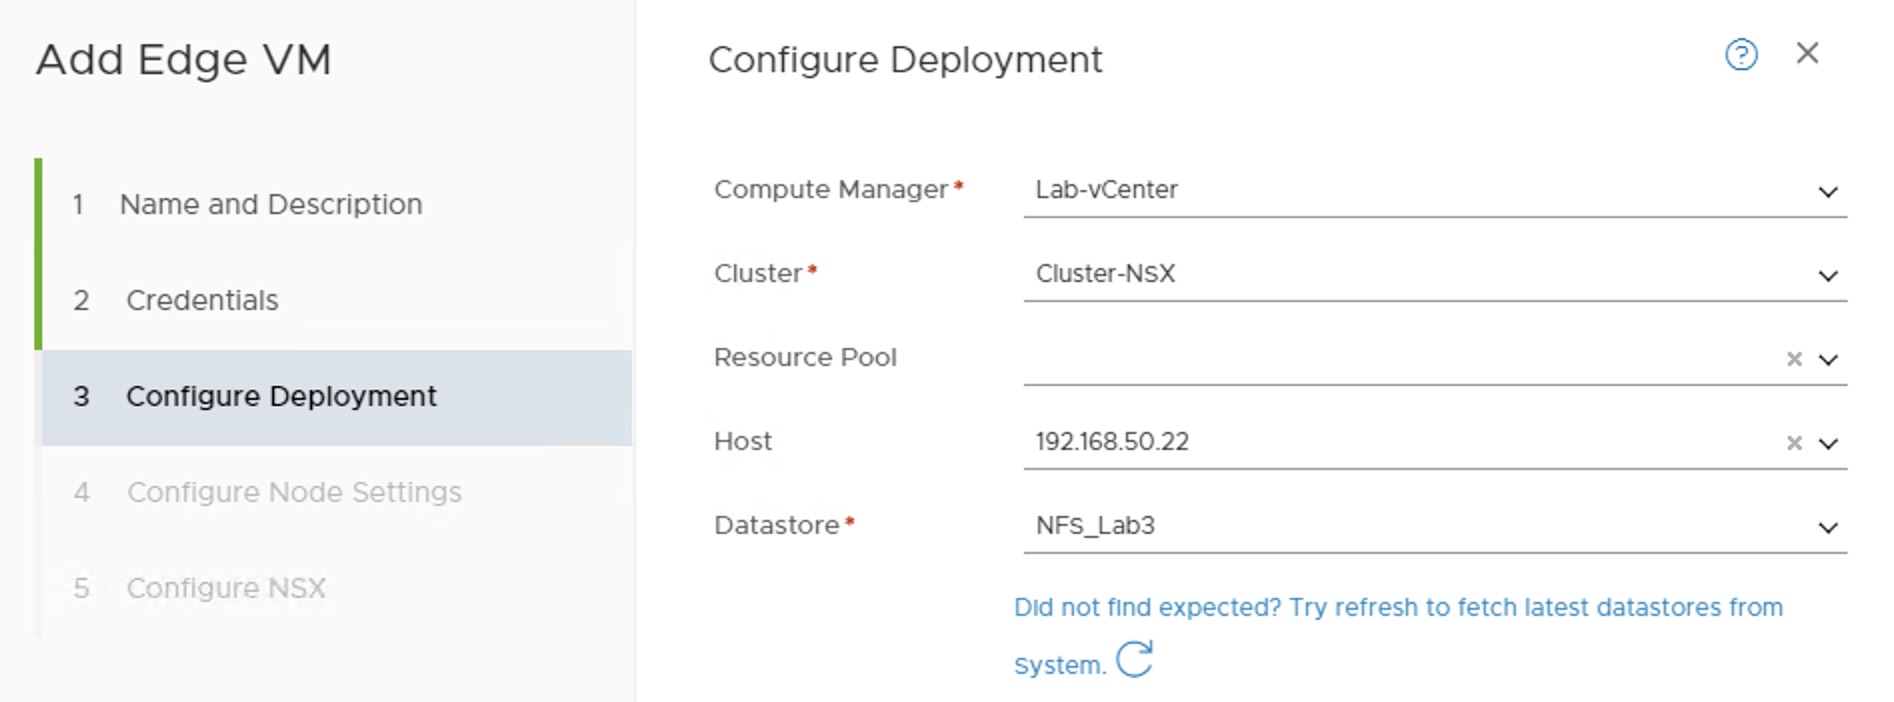 Add Edge VM
1 Name and Description
2 Credentials
3 Configure Deployment
4 Configure Node Settings
5 Configure NSX
Configure Deployment
?
Compute Manager* Lab-vCenter
Cluster* Cluster-NSX
Resource Pool
Host 192.168.50.22
Datastore* NFS_Lab3
Did not find expected? Try refresh to fetch latest datastores from
System.